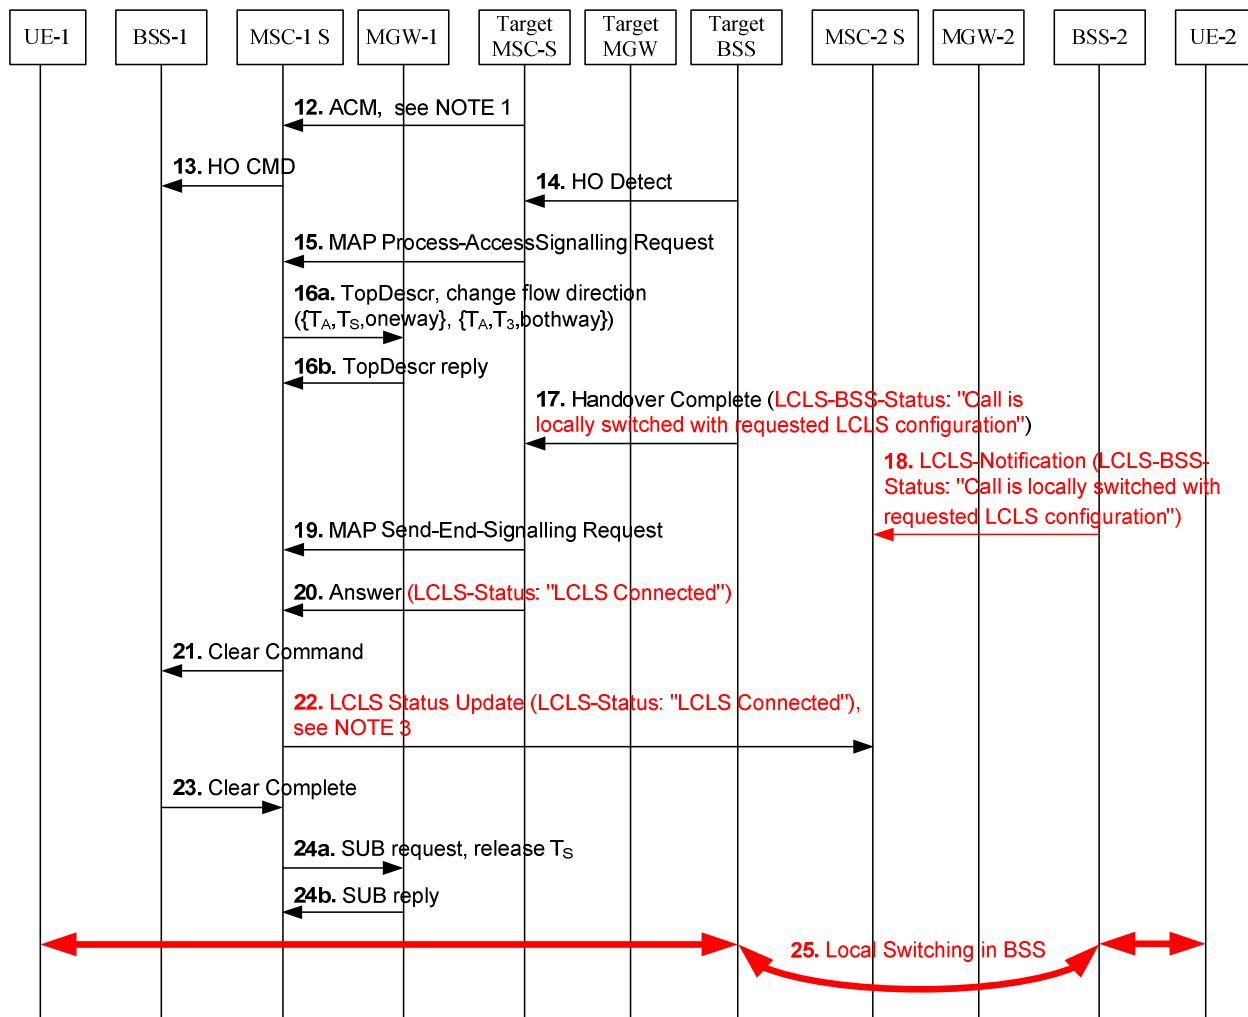 UE-1
BSS-1
MSC-1 S
MGW-1
Target
MSC-S
Target
MGW
Target
BSS
MSC-2 S
MGW-2
BSS-2
UE-2
12. ACM, see NOTE 1
13. HO CMD
14. HO Detect
15. MAP Process-AccessSignalling Request
16a. TopDescr, change flow direction
({TA,TS,oneway}, {TA,T3,bothway})
16b. TopDescr reply
17. Handover Complete (LCLS-BSS-Status: "Call is
locally switched with requested LCLS configuration")
18. LCLS-Notification (LCLS-BSS-
Status: "Call is locally switched with
requested LCLS configuration")
19. MAP Send-End-Signalling Request
20. Answer (LCLS-Status: "LCLS Connected")
21. Clear Command
22. LCLS Status Update (LCLS-Status: "LCLS Connected"),
see NOTE 3
23. Clear Complete
24a. SUB request, release TS
24b. SUB reply
25. Local Switching in BSS